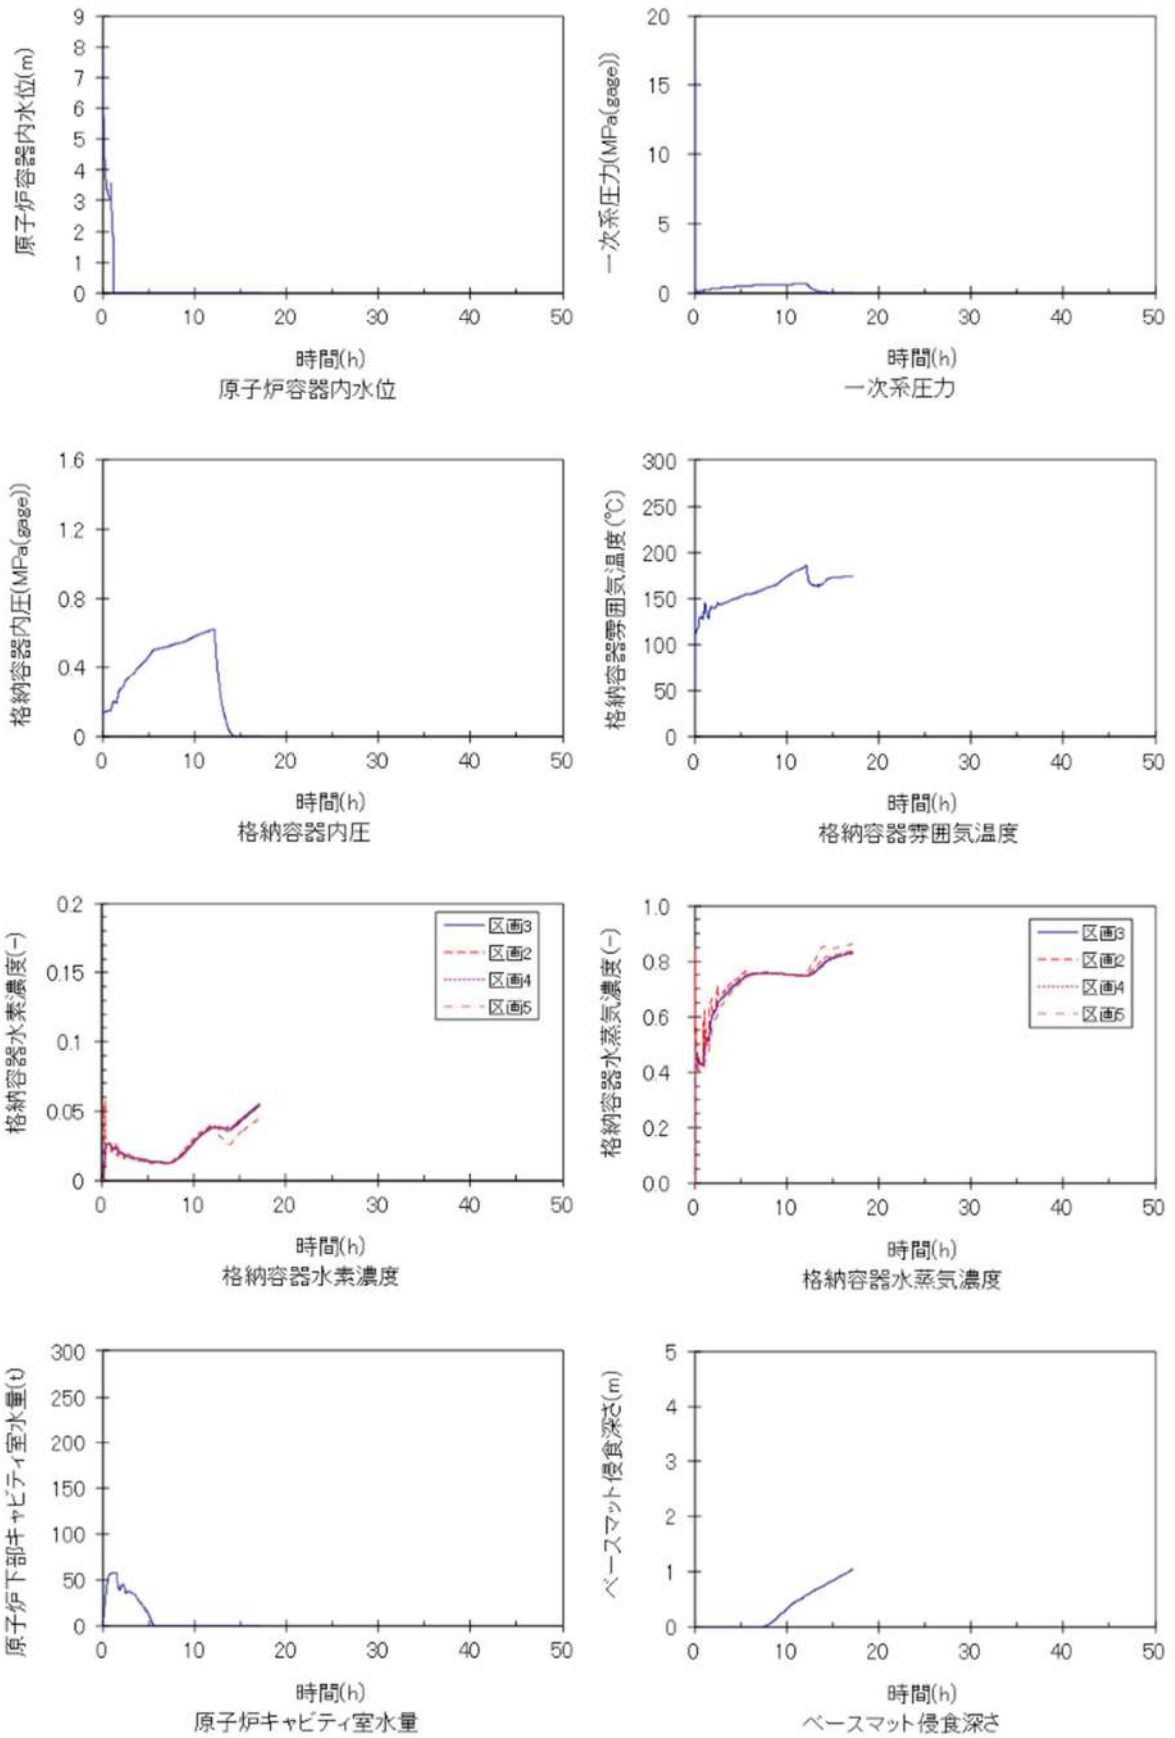 原子炉容器内水位(m)
9
8
7
6
5
4
3
2
1
0
0 10 20 30 40 50
時間(h)
原子炉容器内水位
一次系圧力(MPa(gage))
20
15
10
5
0
0 10 20 30 40 50
時間(h)
一次系圧力
格納容器内圧(MPa(gage))
1.6
1.2
0.8
0.4
0
0 10 20 30 40 50
時間(h)
格納容器内圧
格納容器雰囲気温度(℃)
300
250
200
150
100
50
0
0 10 20 30 40 50
時間(h)
格納容器雰囲気温度
格納容器水素濃度(-)
0.2
0.15
0.1
0.05
0
区画3
区画2
区画4
区画5
0 10 20 30 40 50
時間(h)
格納容器水素濃度
格納容器水蒸気濃度(-)
1.0
0.8
0.6
0.4
0.2
0.0
区画3
区画2
区画4
区画5
0 10 20 30 40 50
時間(h)
格納容器水蒸気濃度
原子炉下部キャビティ室水量(t)
300
250
200
150
100
50
0
0 10 20 30 40 50
時間(h)
原子炉キャビティ室水量
ベースマット侵食深さ(m)
5
4
3
2
1
0
0 10 20 30 40 50
時間(h)
ベースマット侵食深さ